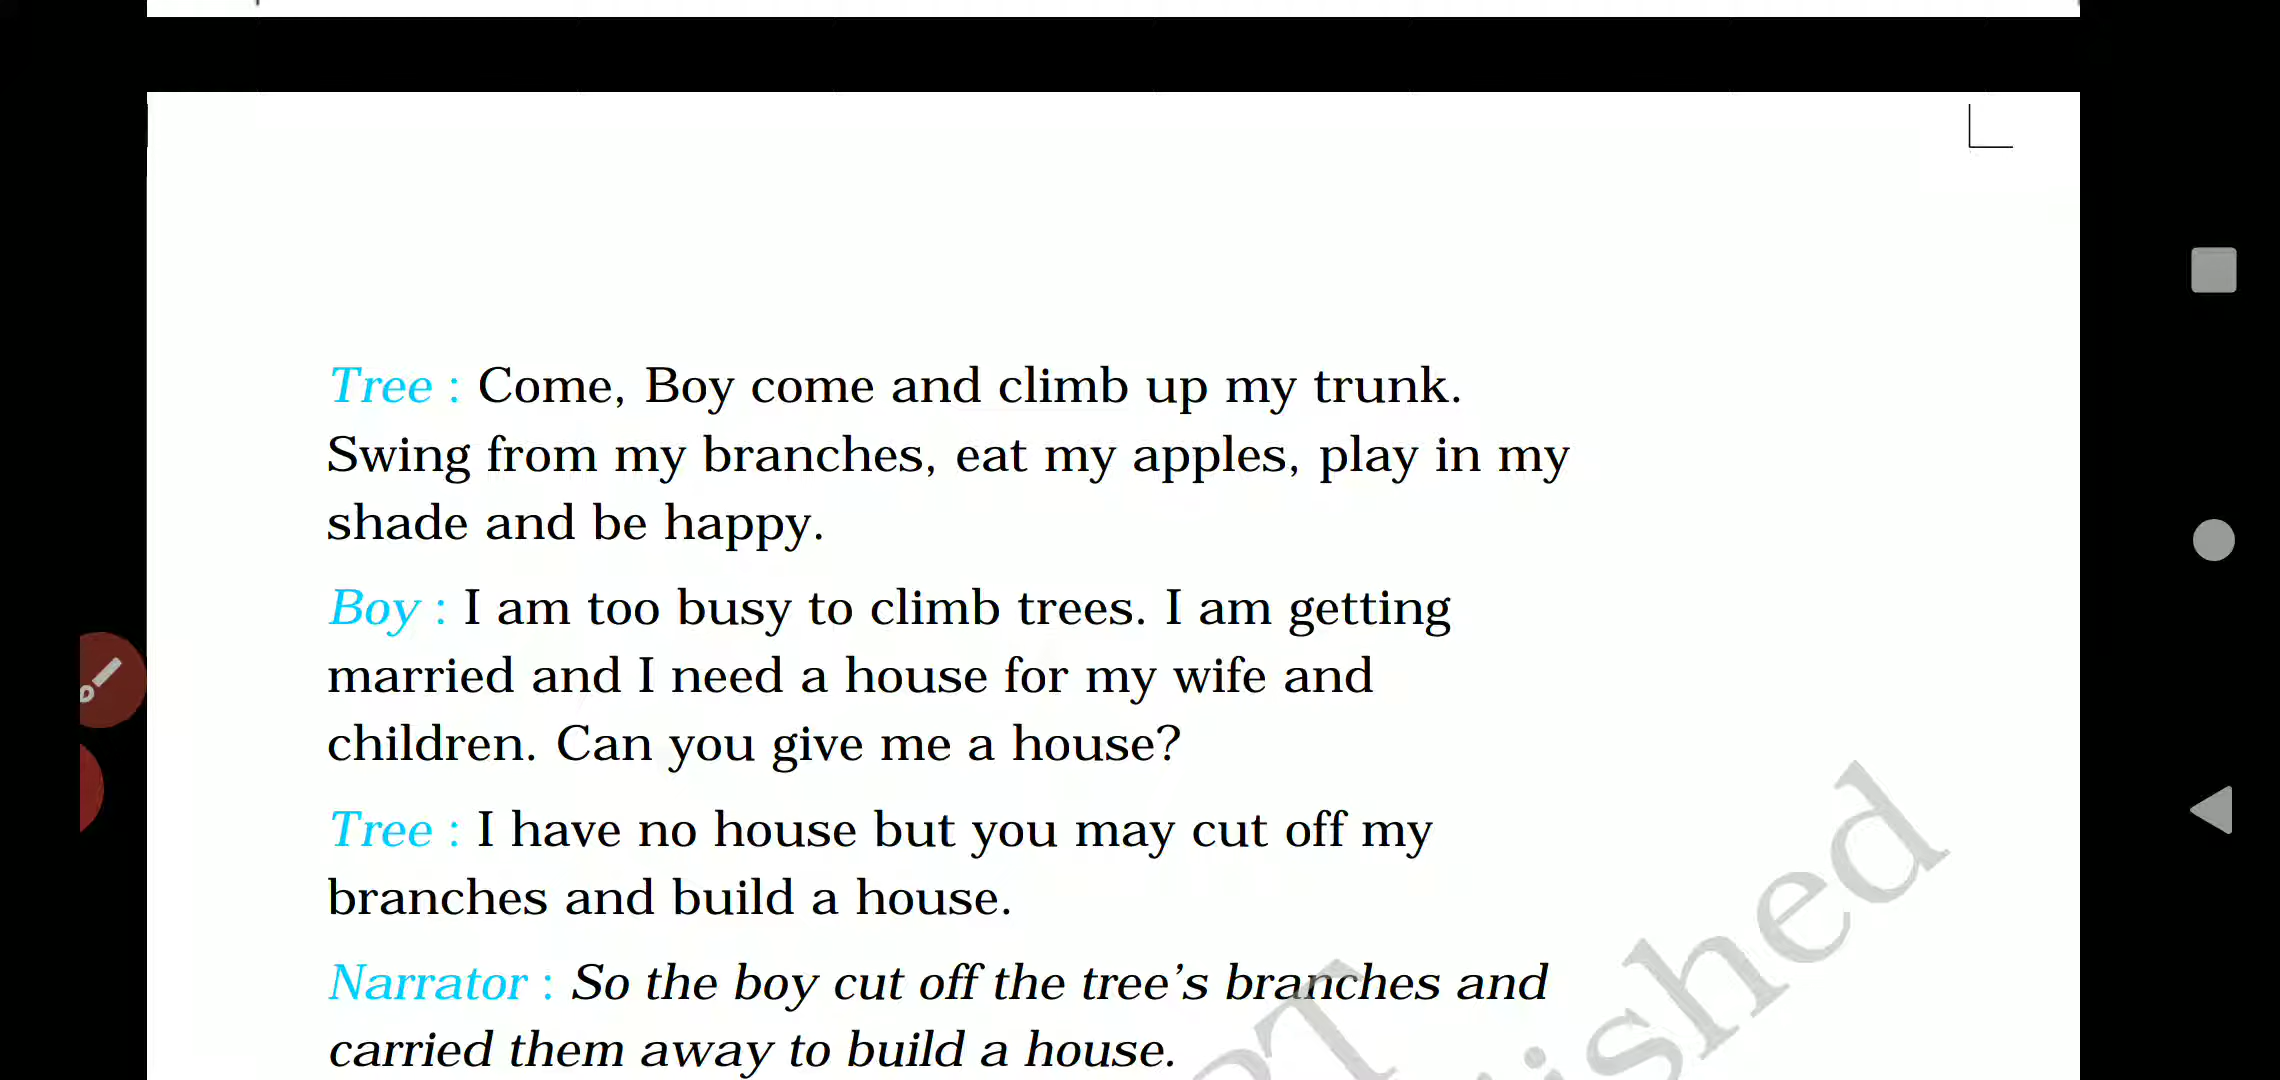 Tree : Come, Boy come and climb up my trunk.
Swing from my branches, eat my apples, play in my
shade and be happy.
Boy : I am too busy to climb trees. I am getting
married and I need a house for my wife and
children. Can you give me a house?
Tree : I have no house but you may cut off my
branches and build a house.
Narrator : So the boy cut off the tree’s branches and
carried them away to build a house.